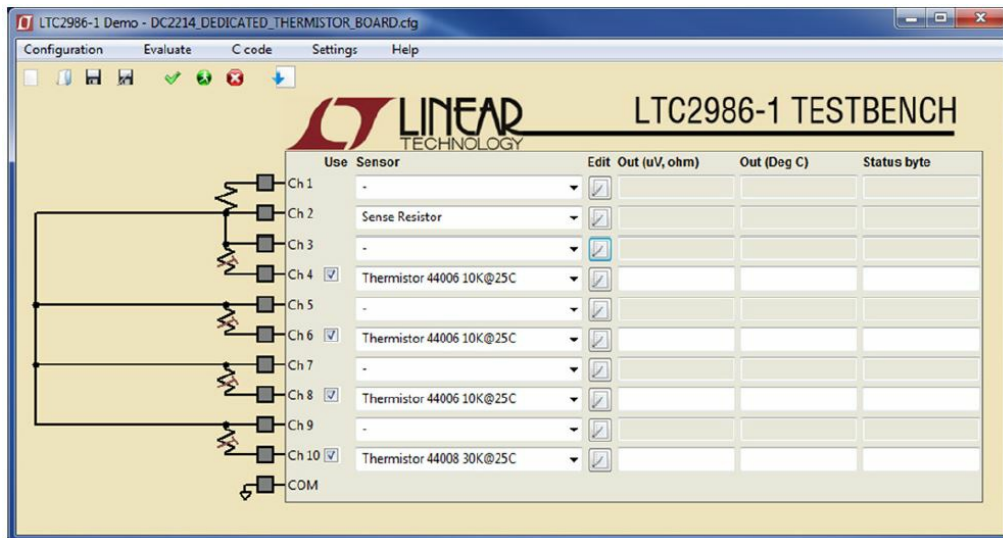 LTC2986-1 Demo - DC2214_DEDICATED_THERMISTOR_BOARD.cfg
Configuration Evaluate C code Settings Help
LINEAR TECHNOLOGY
LTC2986-1 TESTBENCH
Use Sensor Edit Out (uV, ohm) Out (Deg C) Status byte
Ch 1 -
Ch 2 Sense Resistor
Ch 3 -
Ch 4 Thermistor 44006 10K@25C
Ch 5 -
Ch 6 Thermistor 44006 10K@25C
Ch 7 -
Ch 8 Thermistor 44006 10K@25C
Ch 9 -
Ch 10 Thermistor 44008 30K@25C
COM